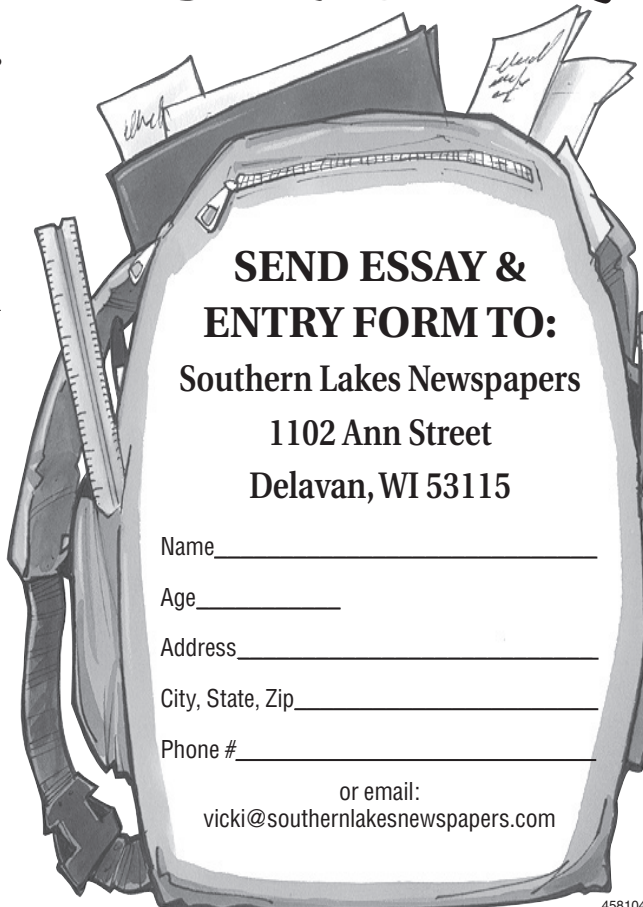 SEND ESSAY &
ENTRY FORM TO:
Southern Lakes Newspapers
1102 Ann Street
Delavan, WI 53115
Name
Age
Address
City, State, Zip
Phone #
or email:
vicki@southernlakesnewspapers.com
458104